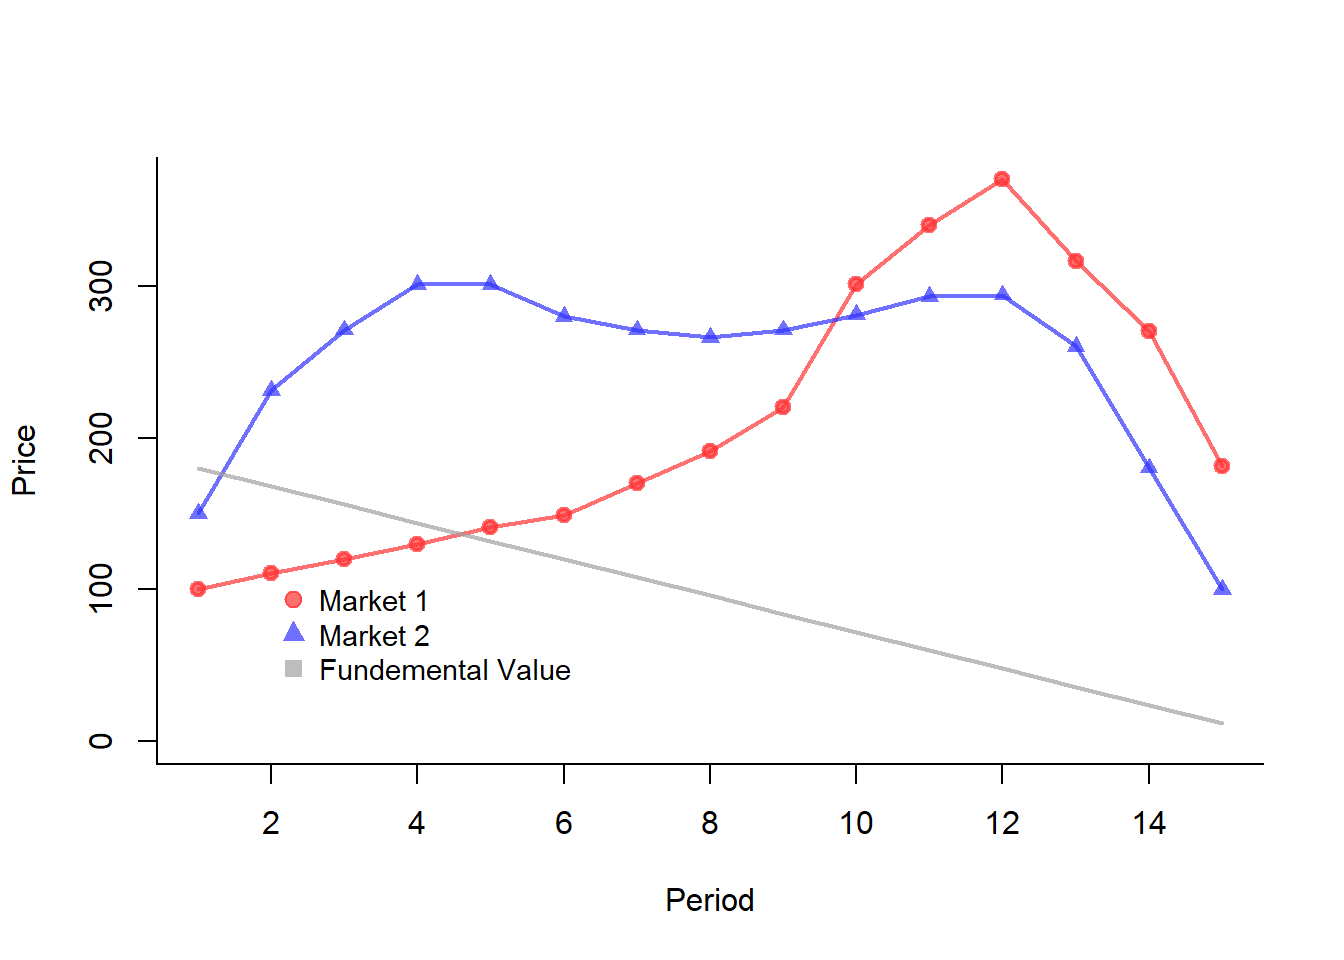 Price
300
200
100
0
Market 1
Market 2
Fundemental Value
2 4 6 8 10 12 14
Period